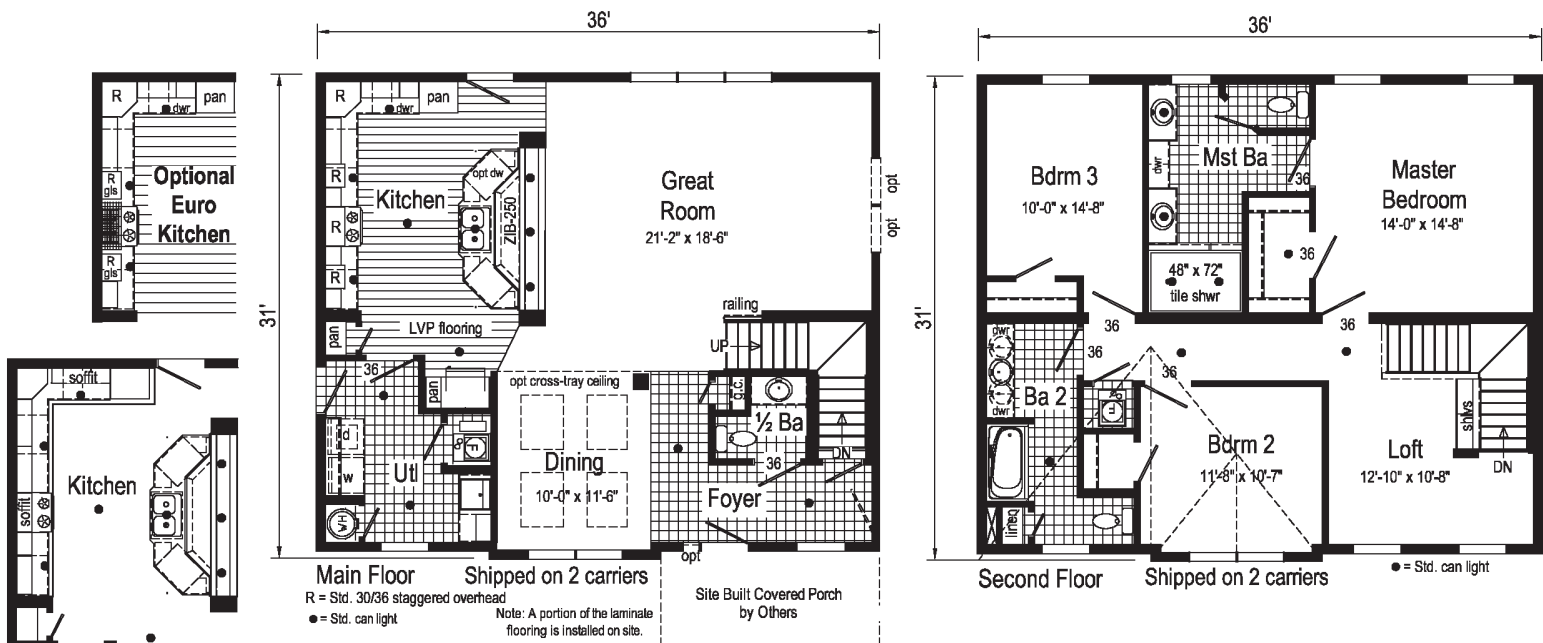 R
dwr
pan
R
gls
Optional
Euro
Kitchen
R
gls
soffit
Kitchen
soffit
36'
31'
R
dwr
pan
R
R
R
Kitchen
opt dw
ZIB-250
Great
Room
21'-2" x 18'-6"
opt
opt
railing
pan
LVP flooring
UP
36
pan
opt cross-tray ceiling
g.c.
½ Ba
DN
d
w
Utl
F
Dining
10'-0" x 11'-6"
36
Foyer
WH
opt
Main Floor
Shipped on 2 carriers
R = Std. 30/36 staggered overhead
● = Std. can light
Note: A portion of the laminate
flooring is installed on site.
Site Built Covered Porch
by Others
36'
31'
Bdrm 3
10'-0" x 14'-8"
dwr
Mst Ba
36
Master
Bedroom
14'-0" x 14'-8"
36
48" x 72"
tile shwr
36
36
dwr
36
36
dwr
Ba 2
F
Bdrm 2
11'-8" x 10'-7"
Loft
12'-10" x 10'-8"
shlvs
DN
linen
Second Floor
Shipped on 2 carriers
● = Std. can light